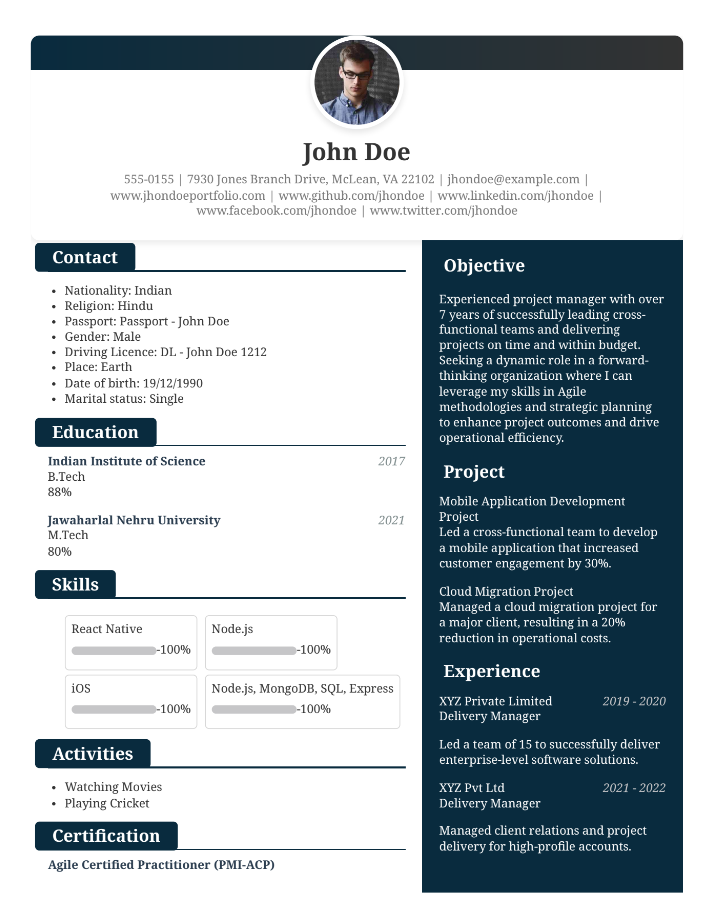 John Doe
555-0155 | 7930 Jones Branch Drive, McLean, VA 22102 | jhondoe@example.com |
www.jhondoeportfolio.com | www.github.com/jhondoe | www.linkedin.com/jhondoe |
www.facebook.com/jhondoe | www.twitter.com/jhondoe
Contact
• Nationality: Indian
• Religion: Hindu
• Passport: Passport - John Doe
• Gender: Male
• Driving Licence: DL - John Doe 1212
• Place: Earth
• Date of birth: 19/12/1990
• Marital status: Single
Education
Indian Institute of Science 2017
B.Tech
88%
Jawaharlal Nehru University 2021
M.Tech
80%
Skills
React Native
-100%
Node.js
-100%
iOS
-100%
Node.js, MongoDB, SQL, Express
-100%
Activities
• Watching Movies
• Playing Cricket
Certification
Agile Certified Practitioner (PMI-ACP)
Objective
Experienced project manager with over
7 years of successfully leading cross-
functional teams and delivering
projects on time and within budget.
Seeking a dynamic role in a forward-
thinking organization where I can
leverage my skills in Agile
methodologies and strategic planning
to enhance project outcomes and drive
operational efficiency.
Project
Mobile Application Development
Project
Led a cross-functional team to develop
a mobile application that increased
customer engagement by 30%.
Cloud Migration Project
Managed a cloud migration project for
a major client, resulting in a 20%
reduction in operational costs.
Experience
XYZ Private Limited 2019 - 2020
Delivery Manager
Led a team of 15 to successfully deliver
enterprise-level software solutions.
XYZ Pvt Ltd 2021 - 2022
Delivery Manager
Managed client relations and project
delivery for high-profile accounts.